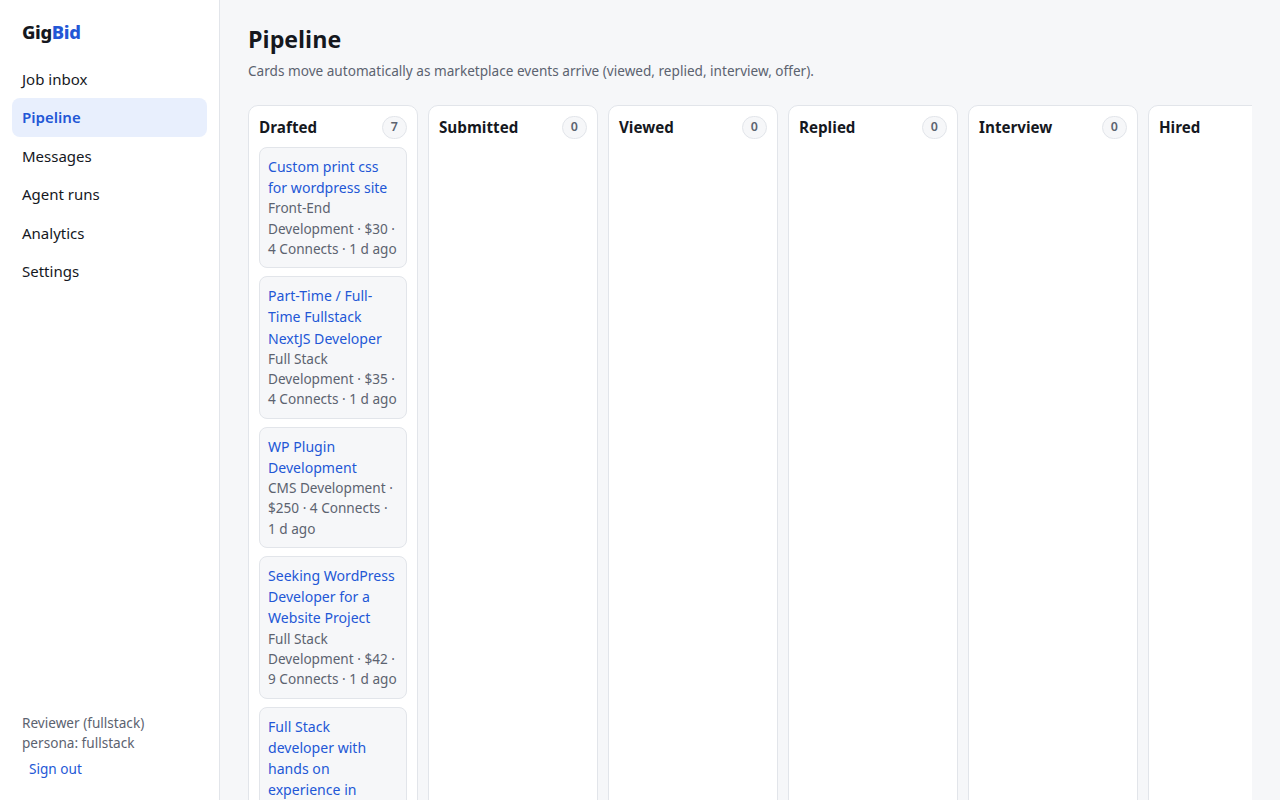 GigBid
Job inbox
Pipeline
Messages
Agent runs
Analytics
Settings
Reviewer (fullstack)
persona: fullstack
Sign out
Pipeline
Cards move automatically as marketplace events arrive (viewed, replied, interview, offer).
Drafted 7
Custom print css
for wordpress site
Front-End
Development · $30 ·
4 Connects · 1 d ago
Part-Time / Full-
Time Fullstack
NextJS Developer
Full Stack
Development · $35 ·
4 Connects · 1 d ago
WP Plugin
Development
CMS Development ·
$250 · 4 Connects ·
1 d ago
Seeking WordPress
Developer for a
Website Project
Full Stack
Development · $42 ·
9 Connects · 1 d ago
Full Stack
developer with
hands on
experience in
Submitted 0
Viewed 0
Replied 0
Interview 0
Hired